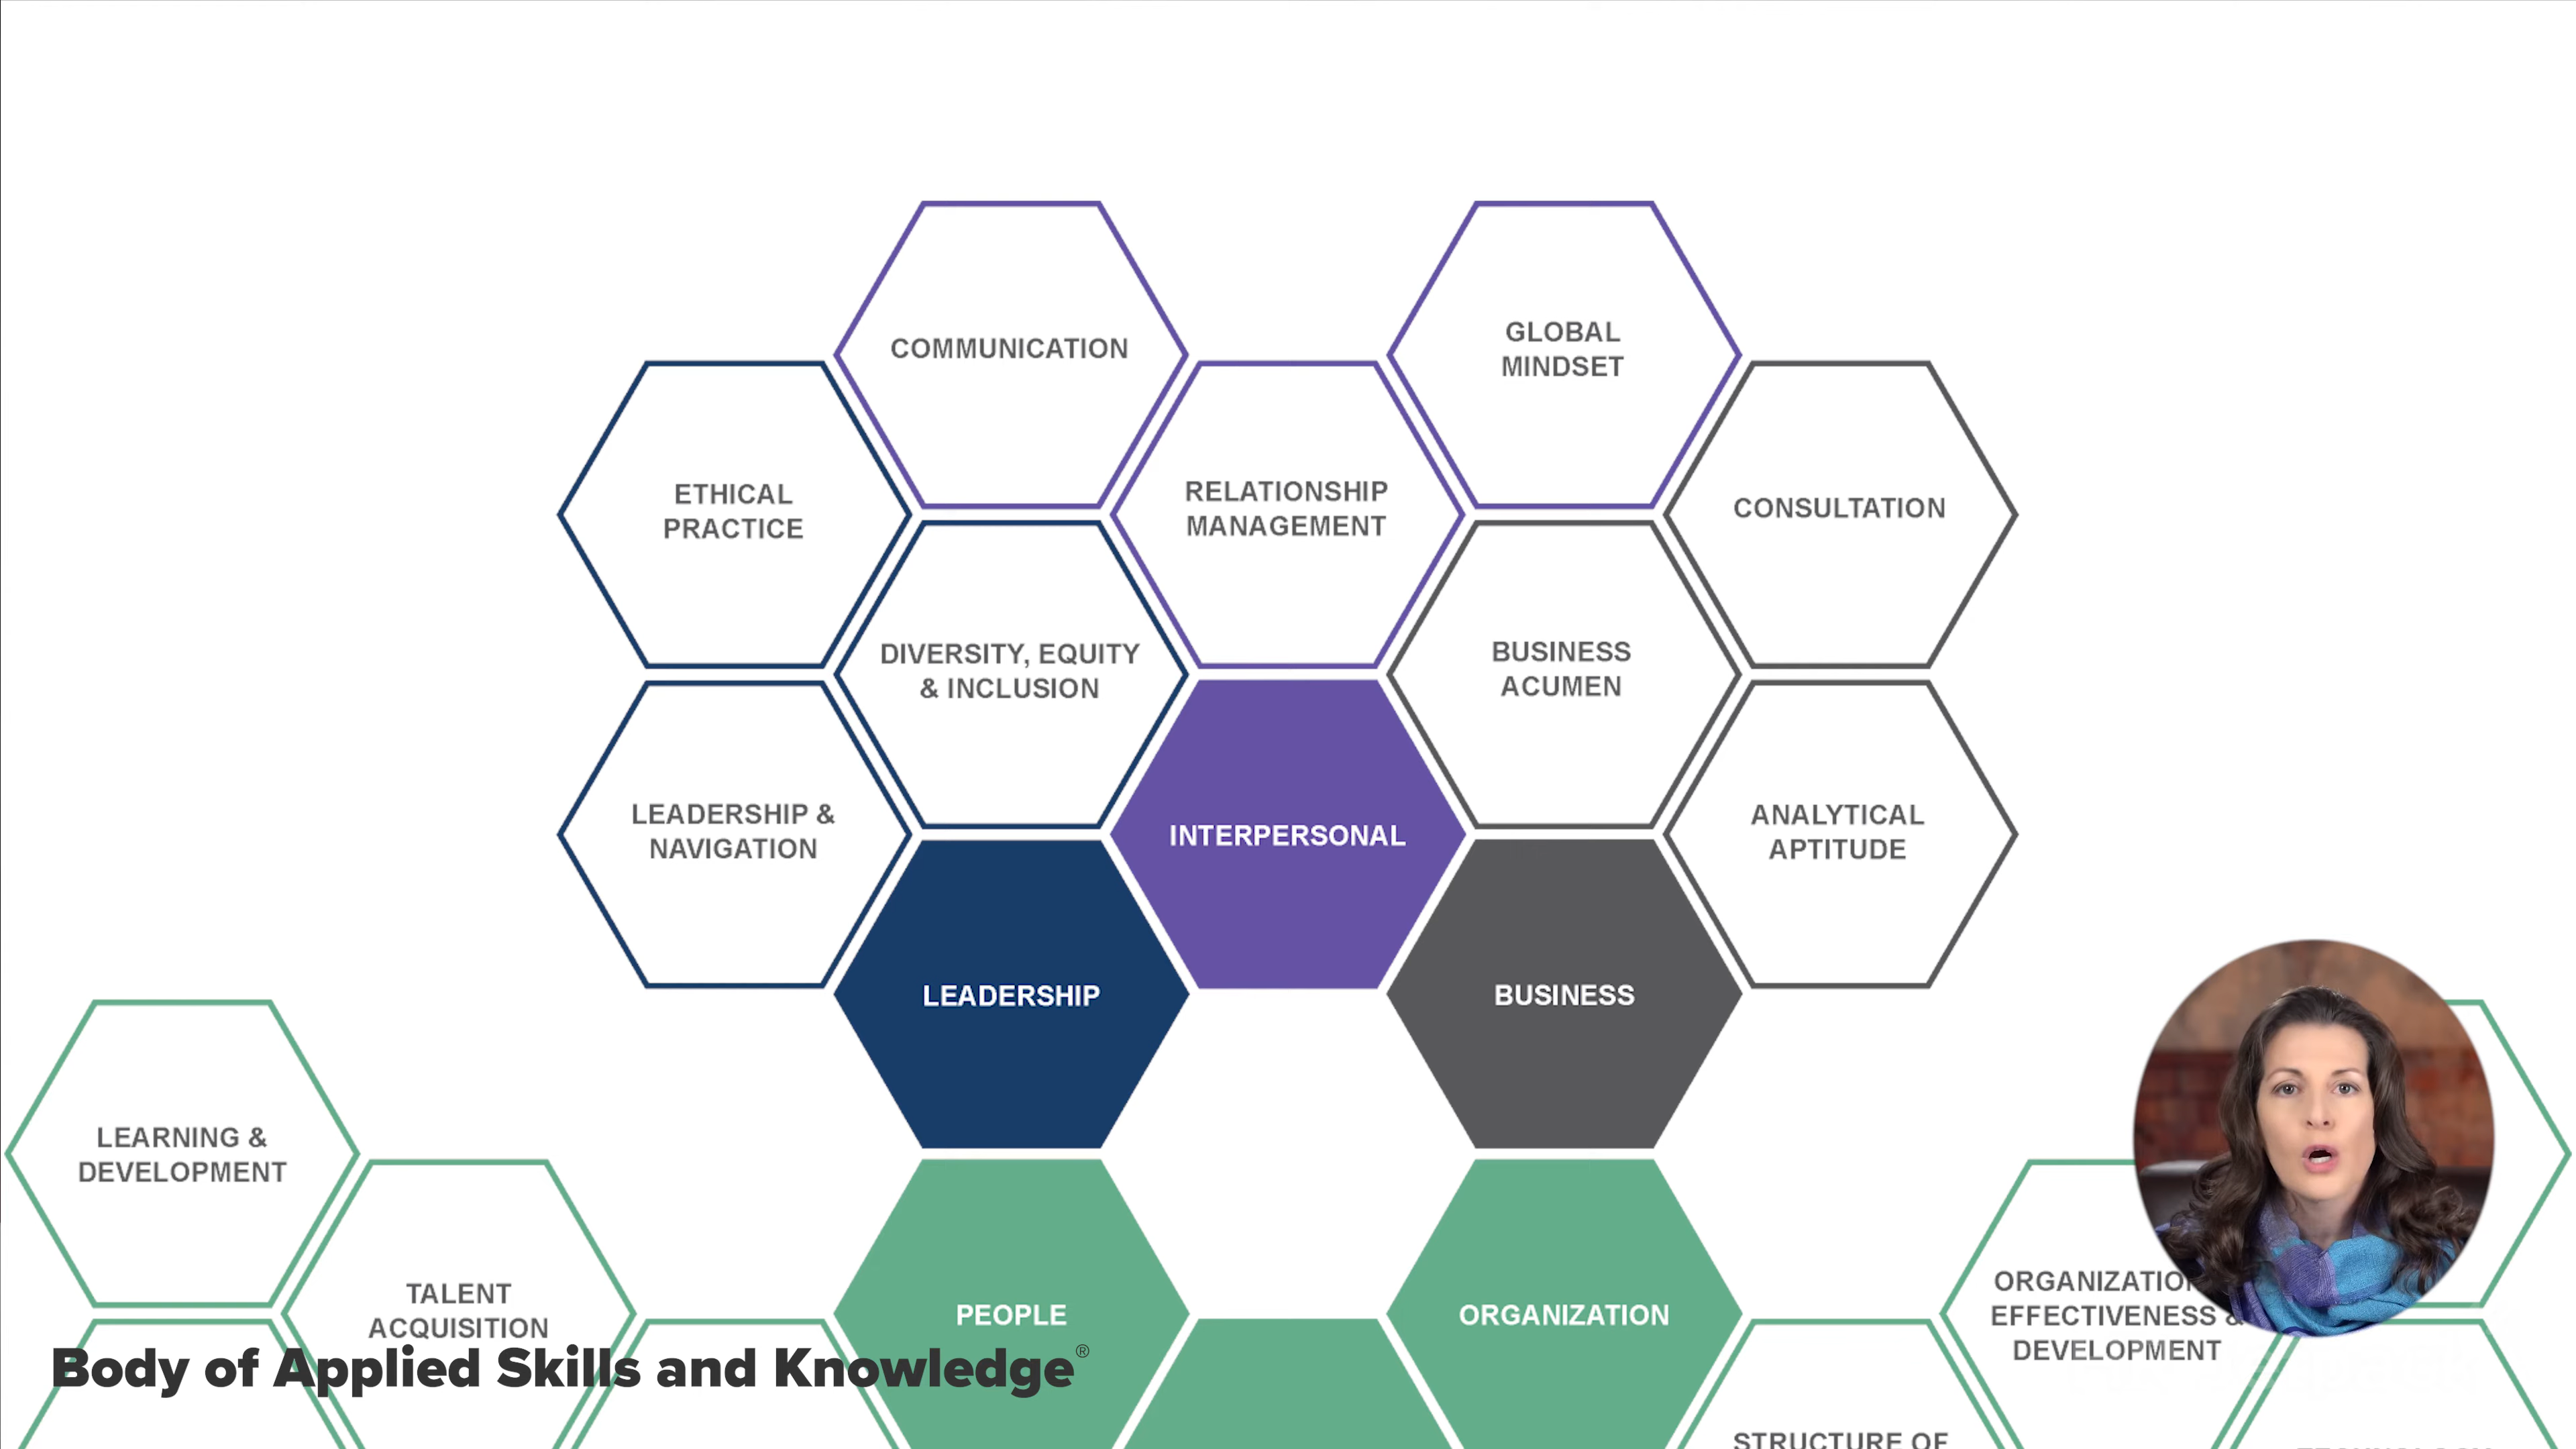 COMMUNICATION
GLOBAL
MINDSET
ETHICAL
PRACTICE
RELATIONSHIP
MANAGEMENT
CONSULTATION
DIVERSITY, EQUITY
& INCLUSION
BUSINESS
ACUMEN
LEADERSHIP &
NAVIGATION
INTERPERSONAL
ANALYTICAL
APTITUDE
LEADERSHIP
BUSINESS
LEARNING &
DEVELOPMENT
TALENT
ACQUISITION
PEOPLE
ORGANIZATION
EFFECTIVENESS &
DEVELOPMENT
ORGANIZATION
Body of Applied Skills and Knowledge®
STRUCTURE OF